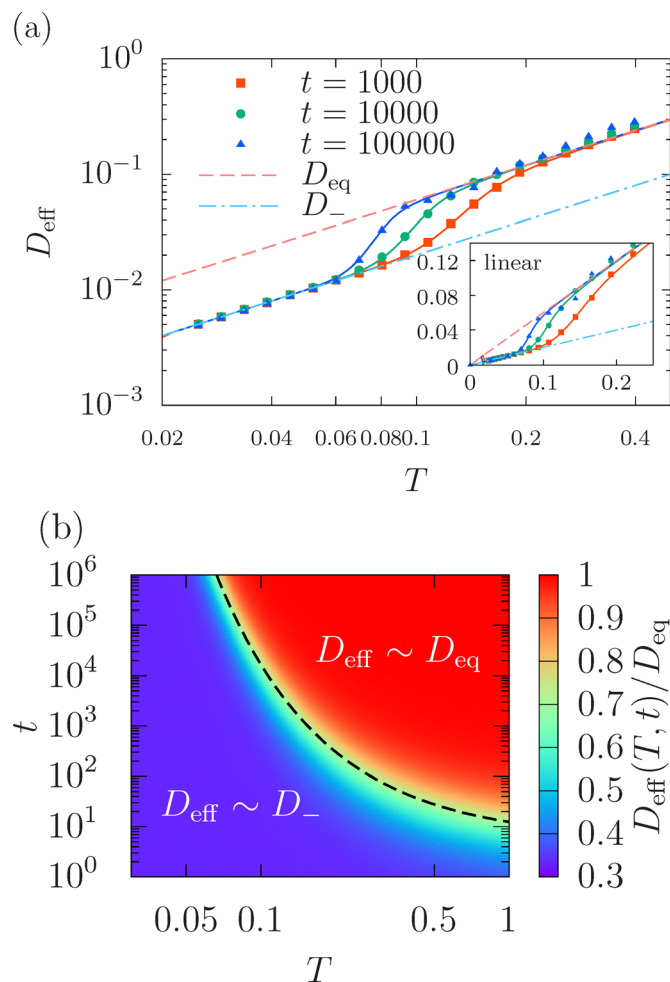 (a)
10^0
10^{-1}
10^{-2}
10^{-3}
D_eff
t = 1000
t = 10000
t = 100000
D_eq
D_−
linear
0.12
0.08
0.04
0
0 0.1 0.2
0.02 0.04 0.06 0.08 0.1 0.2 0.4
T
(b)
10^6
10^5
10^4
10^3
10^2
10^1
10^0
t
D_eff ∼ D_eq
D_eff ∼ D_−
0.05 0.1 0.5 1
T
1
0.9
0.8
0.7
0.6
0.5
0.4
0.3
D_eff(T, t)/D_eq